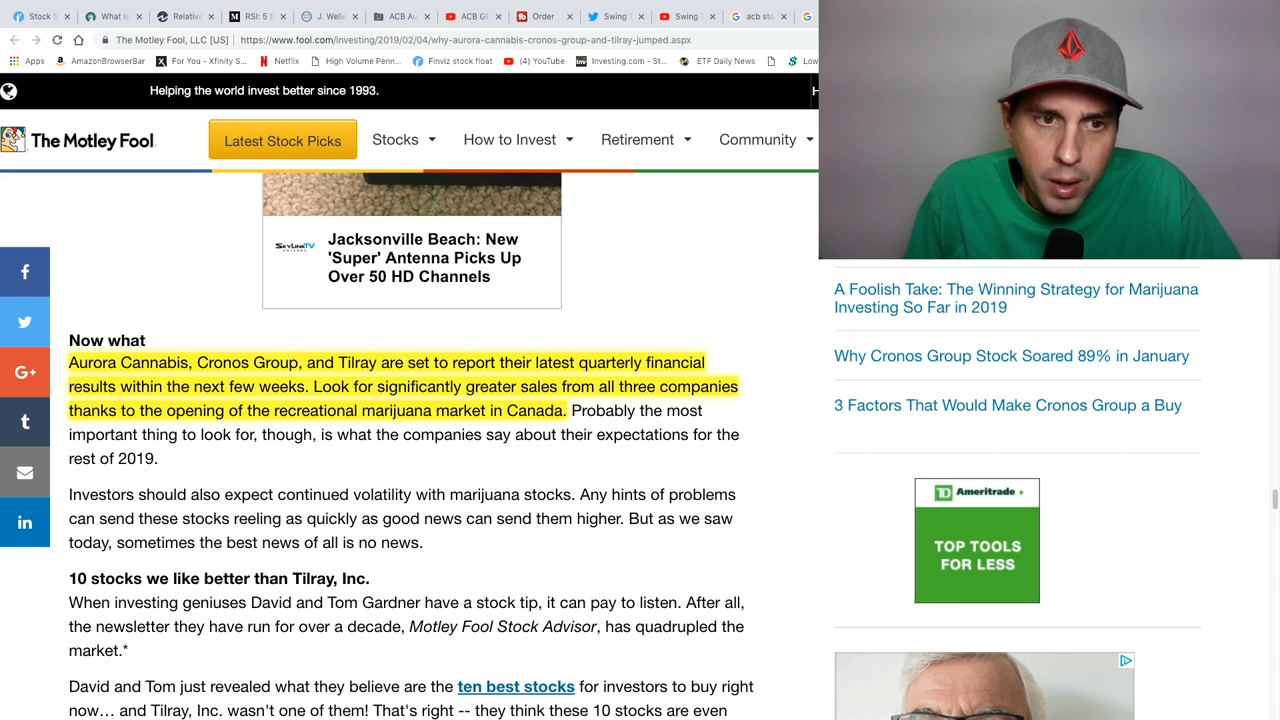 Stock S
What is
Relative
RSI: 5 b
J. Welle
ACB Au
ACB GE
Order
Swing T
Swing T
acb sto
The Motley Fool, LLC [US] | https://www.fool.com/investing/2019/02/04/why-aurora-cannabis-cronos-group-and-tilray-jumped.aspx
Apps
AmazonBrowserBar
For You - Xfinity S...
Netflix
High Volume Penn...
Finviz stock float
(4) YouTube
Investing.com - St...
ETF Daily News
Low
Helping the world invest better since 1993.
H
The Motley Fool
Latest Stock Picks
Stocks
How to Invest
Retirement
Community
SKYLINKTV
ANTENNA
Jacksonville Beach: New
'Super' Antenna Picks Up
Over 50 HD Channels
Now what
Aurora Cannabis, Cronos Group, and Tilray are set to report their latest quarterly financial
results within the next few weeks. Look for significantly greater sales from all three companies
thanks to the opening of the recreational marijuana market in Canada. Probably the most
important thing to look for, though, is what the companies say about their expectations for the
rest of 2019.
Investors should also expect continued volatility with marijuana stocks. Any hints of problems
can send these stocks reeling as quickly as good news can send them higher. But as we saw
today, sometimes the best news of all is no news.
10 stocks we like better than Tilray, Inc.
When investing geniuses David and Tom Gardner have a stock tip, it can pay to listen. After all,
the newsletter they have run for over a decade, Motley Fool Stock Advisor, has quadrupled the
market.*
David and Tom just revealed what they believe are the ten best stocks for investors to buy right
now… and Tilray, Inc. wasn't one of them! That's right -- they think these 10 stocks are even
A Foolish Take: The Winning Strategy for Marijuana
Investing So Far in 2019
Why Cronos Group Stock Soared 89% in January
3 Factors That Would Make Cronos Group a Buy
TD Ameritrade
TOP TOOLS
FOR LESS